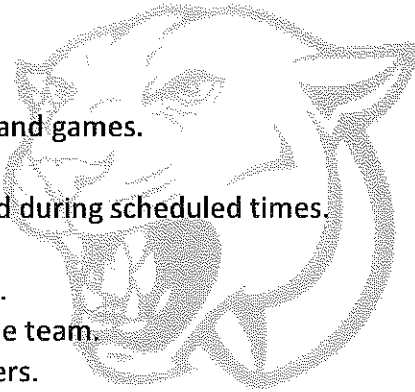 and games.
d during scheduled times.
.
e team.
ers.